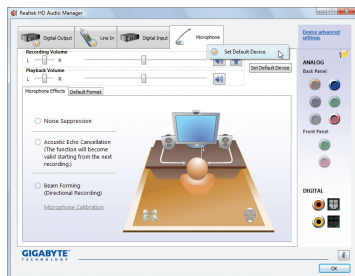 Realtek HD Audio Manager
Digital Output
Line In
Digital Input
Microphone
Device advanced
settings
Set Default Device
Recording Volume
L
R
Set Default Device
Playback Volume
L
R
ANALOG
Back Panel
Microphone Effects
Default Format
Noise Suppression
Acoustic Echo Cancellation
(The function will become
valid starting from the next
recording.)
Beam Forming
(Directional Recording)
Microphone Calibration
Front Panel
DIGITAL
GIGABYTE
TECHNOLOGY
i
OK